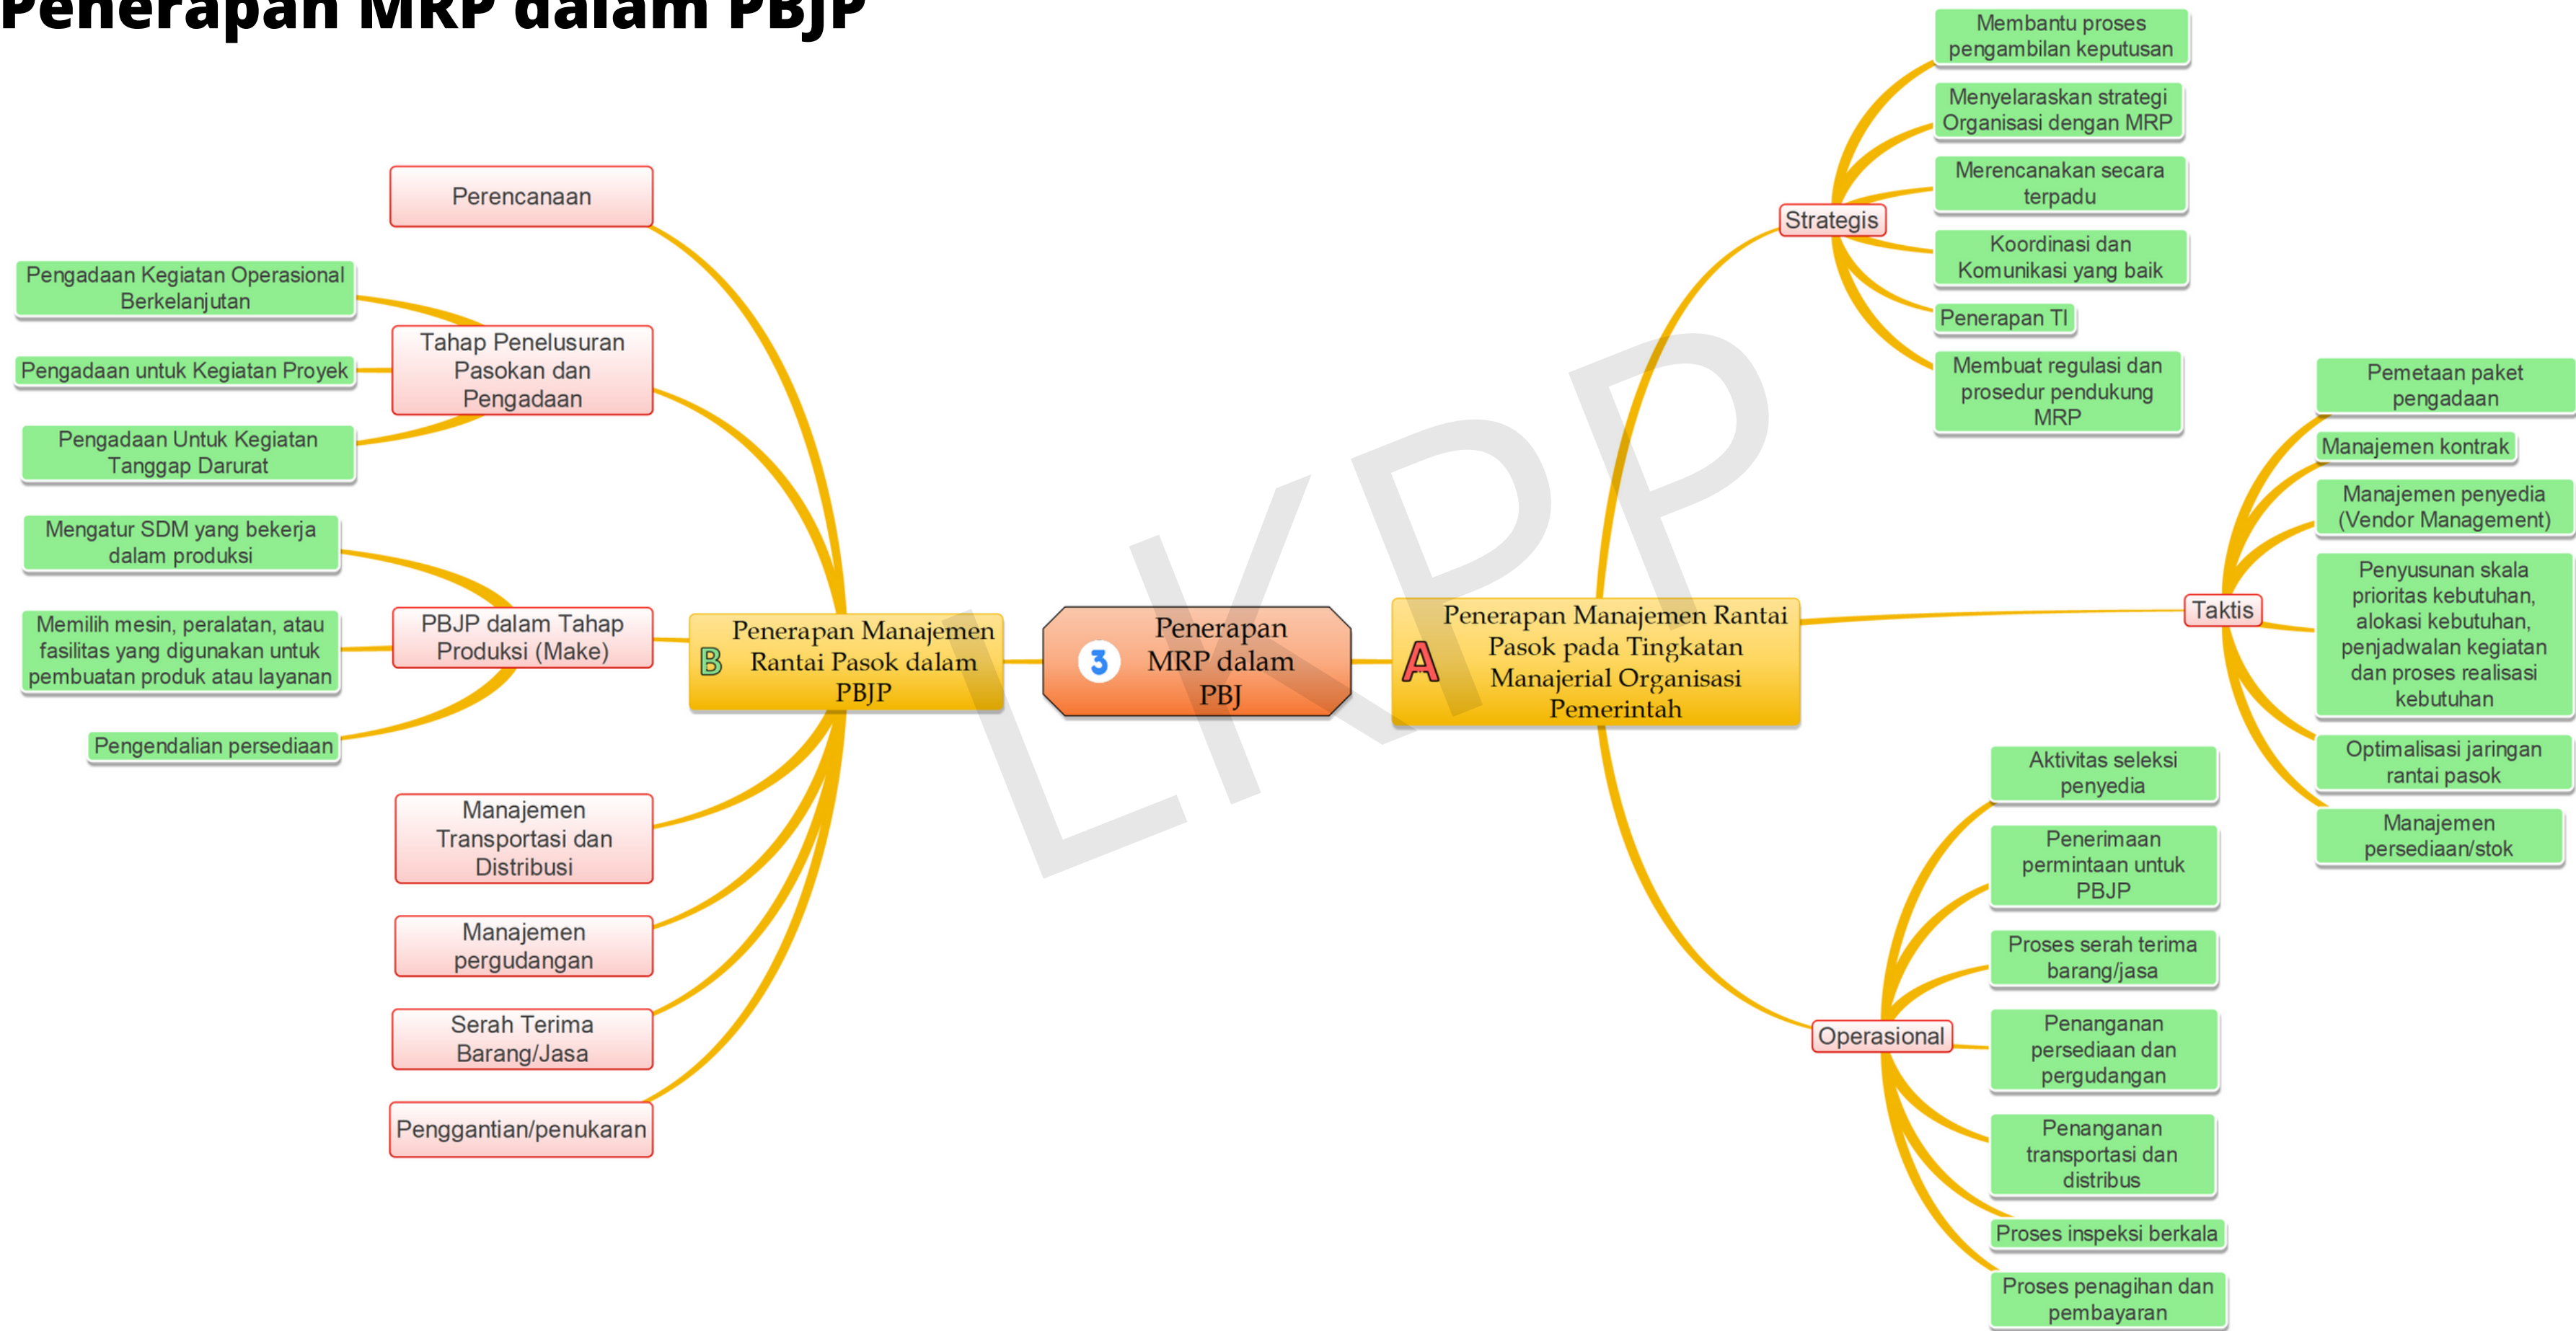 Penerapan MRP dalam PBJP
3
Penerapan
MRP dalam
PBJ
A
Penerapan Manajemen Rantai
Pasok pada Tingkatan
Manajerial Organisasi
Pemerintah
Strategis
Membantu proses
pengambilan keputusan
Menyelaraskan strategi
Organisasi dengan MRP
Merencanakan secara
terpadu
Koordinasi dan
Komunikasi yang baik
Penerapan TI
Membuat regulasi dan
prosedur pendukung
MRP
Taktis
Pemetaan paket
pengadaan
Manajemen kontrak
Manajemen penyedia
(Vendor Management)
Penyusunan skala
prioritas kebutuhan,
alokasi kebutuhan,
penjadwalan kegiatan
dan proses realisasi
kebutuhan
Optimalisasi jaringan
rantai pasok
Manajemen
persediaan/stok
Operasional
Aktivitas seleksi
penyedia
Penerimaan
permintaan untuk
PBJP
Proses serah terima
barang/jasa
Penanganan
persediaan dan
pergudangan
Penanganan
transportasi dan
distribus
Proses inspeksi berkala
Proses penagihan dan
pembayaran
B
Penerapan Manajemen
Rantai Pasok dalam
PBJP
Perencanaan
Tahap Penelusuran
Pasokan dan
Pengadaan
Pengadaan Kegiatan Operasional
Berkelanjutan
Pengadaan untuk Kegiatan Proyek
Pengadaan Untuk Kegiatan
Tanggap Darurat
PBJP dalam Tahap
Produksi (Make)
Mengatur SDM yang bekerja
dalam produksi
Memilih mesin, peralatan, atau
fasilitas yang digunakan untuk
pembuatan produk atau layanan
Pengendalian persediaan
Manajemen
Transportasi dan
Distribusi
Manajemen
pergudangan
Serah Terima
Barang/Jasa
Penggantian/penukaran
LKPP